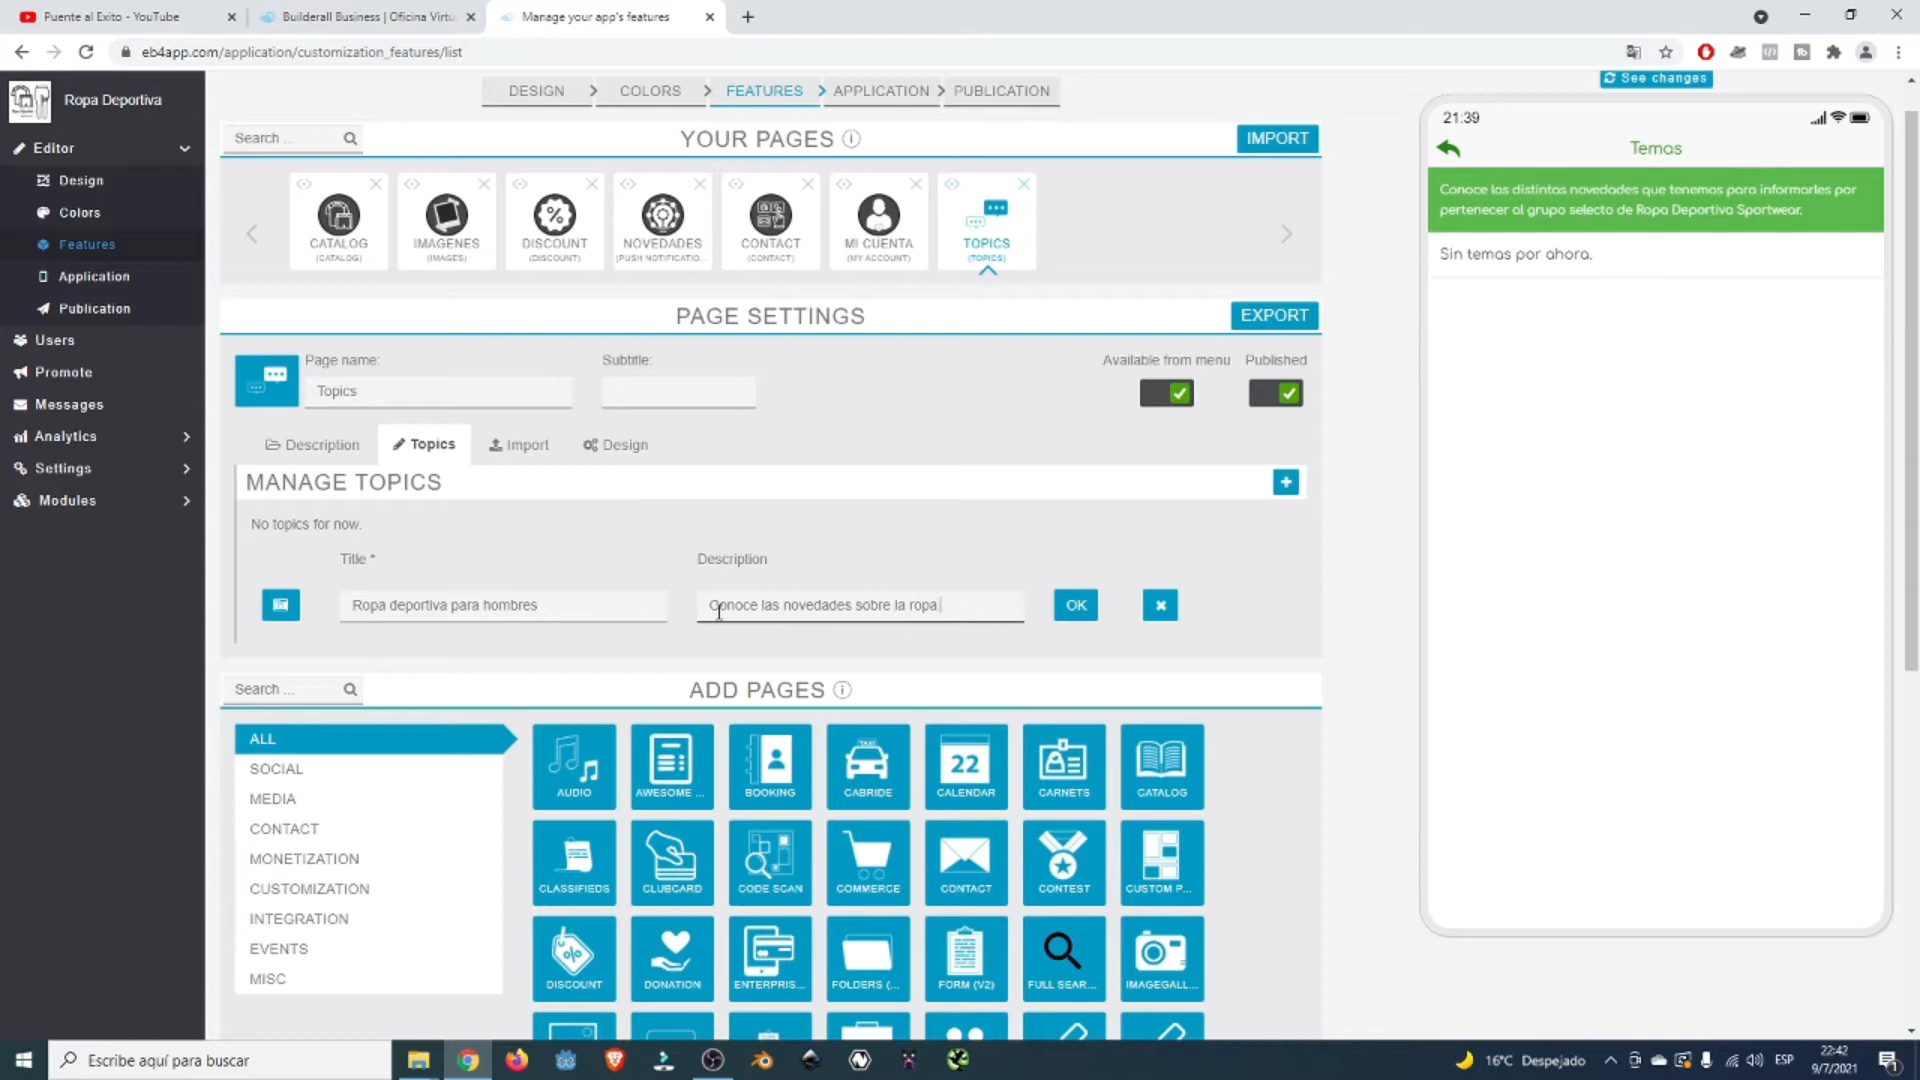 Puente al Exito - YouTube
Builderall Business | Oficina Virtu
Manage your app's features
eb4app.com/application/customization_features/list
Ropa Deportiva
Editor
Design
Colors
Features
Application
Publication
Users
Promote
Messages
Analytics
Settings
Modules
DESIGN
COLORS
FEATURES
APPLICATION
PUBLICATION
Search ...
YOUR PAGES
IMPORT
CATALOG
(CATALOG)
IMAGENES
(IMAGES)
DISCOUNT
(DISCOUNT)
NOVEDADES
(PUSH NOTIFICATIO...
CONTACT
(CONTACT)
MI CUENTA
(MY ACCOUNT)
TOPICS
(TOPICS)
PAGE SETTINGS
EXPORT
Page name:
Topics
Subtitle:
Available from menu
Published
Description
Topics
Import
Design
MANAGE TOPICS
No topics for now.
Title *
Description
Ropa deportiva para hombres
Conoce las novedades sobre la ropa
OK
Search ...
ADD PAGES
ALL
SOCIAL
MEDIA
CONTACT
MONETIZATION
CUSTOMIZATION
INTEGRATION
EVENTS
MISC
AUDIO
AWESOME ...
BOOKING
TAXI
CABRIDE
22
CALENDAR
CARNETS
CATALOG
CLASSIFIEDS
CLUBCARD
CODE SCAN
COMMERCE
CONTACT
CONTEST
CUSTOM P...
DISCOUNT
DONATION
ENTERPRIS...
FOLDERS (...
FORM (V2)
FULL SEAR...
IMAGEGALL...
See changes
21:39
Temas
Conoce las distintas novedades que tenemos para informarles por
pertenecer al grupo selecto de Ropa Deportiva Sportwear.
Sin temas por ahora.
Escribe aquí para buscar
16°C Despejado
ESP
22:42
9/7/2021
1